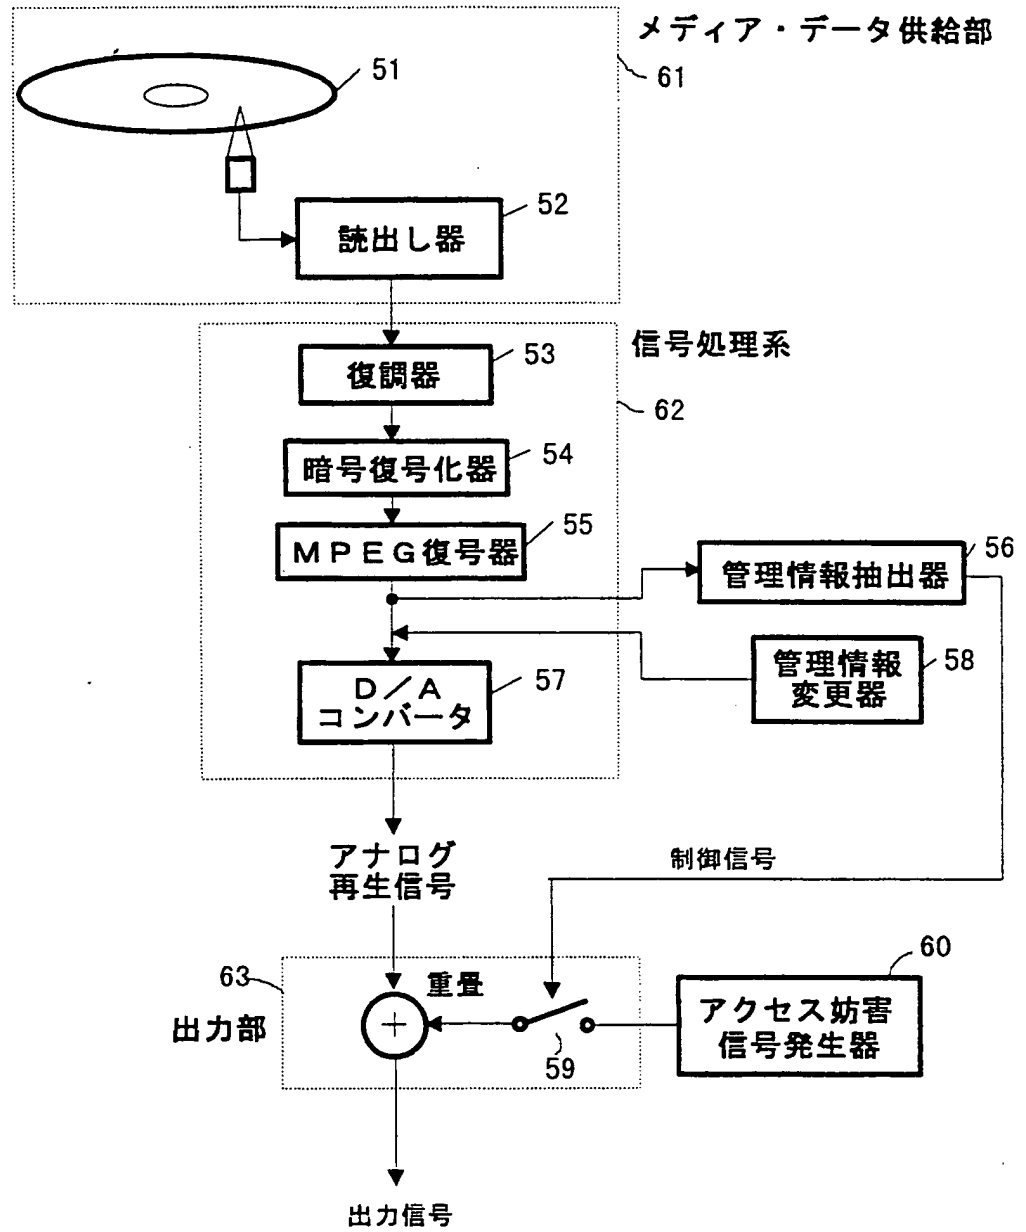 メディア・データ供給部
51
61
52
読出し器
信号処理系
53
復調器
62
54
暗号復号化器
55
MPEG復号器
56
管理情報抽出器
58
管理情報
変更器
57
D/A
コンバータ
アナログ
再生信号
制御信号
60
63
重畳
アクセス妨害
信号発生器
出力部
59
出力信号